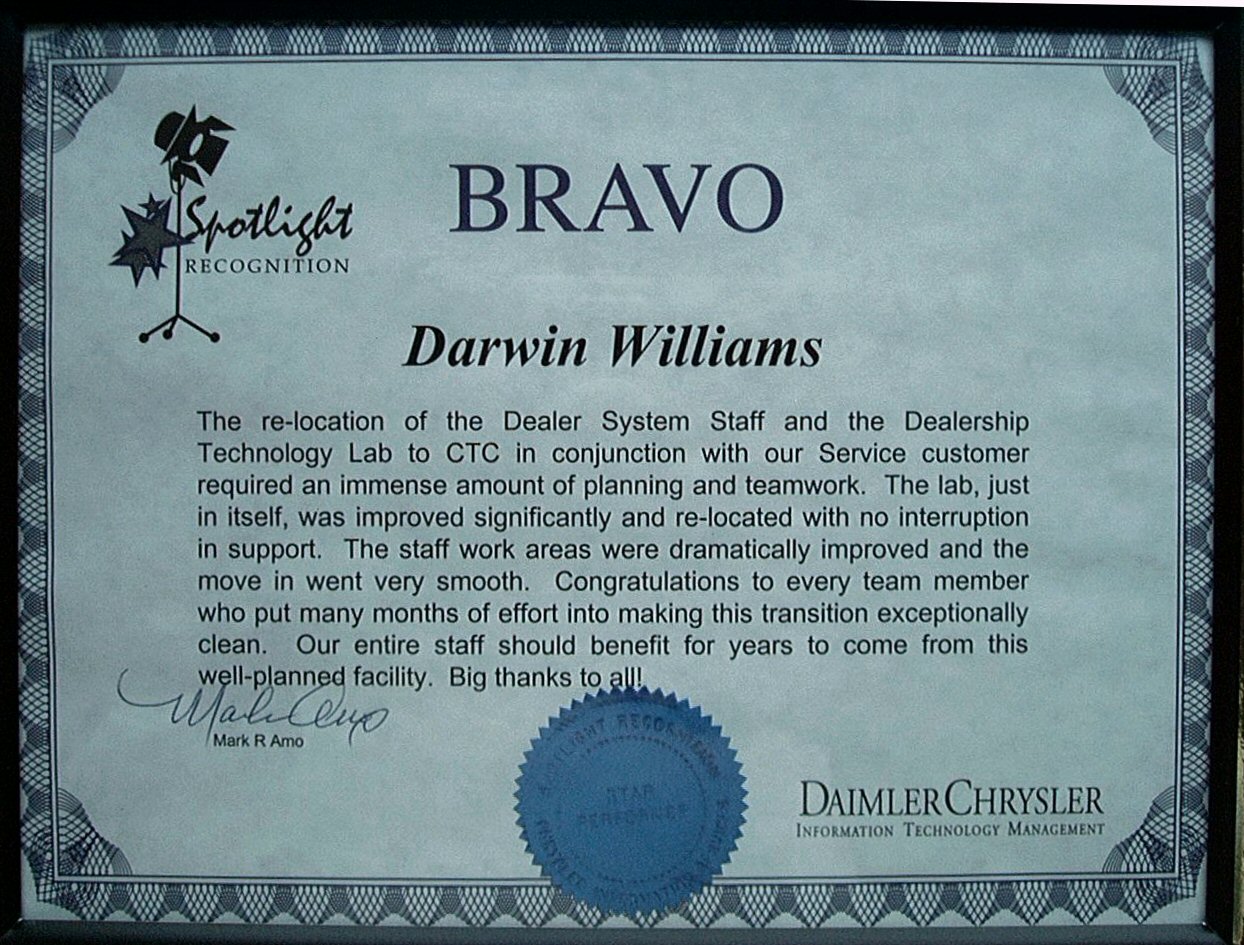 BRAVO
Spotlight
RECOGNITION
Darwin Williams
The re-location of the Dealer System Staff and the Dealership
Technology Lab to CTC in conjunction with our Service customer
required an immense amount of planning and teamwork.  The lab, just
in itself, was improved significantly and re-located with no interruption
in support.  The staff work areas were dramatically improved and the
move in went very smooth.  Congratulations to every team member
who put many months of effort into making this transition exceptionally
clean.  Our entire staff should benefit for years to come from this
well-planned facility.  Big thanks to all!
Mark R Amo
SPOTLIGHT RECOGNITION
STAR
DAIMLERCHRYSLER
INFORMATION TECHNOLOGY MANAGEMENT